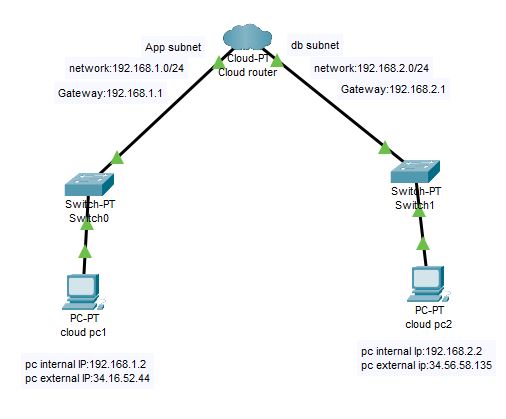 App subnet
db subnet
Cloud-PT
Cloud router
network:192.168.1.0/24
network:192.168.2.0/24
Gateway:192.168.1.1
Gateway:192.168.2.1
Switch-PT
Switch0
Switch-PT
Switch1
PC-PT
cloud pc1
PC-PT
cloud pc2
pc internal IP:192.168.1.2
pc external IP:34.16.52.44
pc internal Ip:192.168.2.2
pc external ip:34.56.58.135